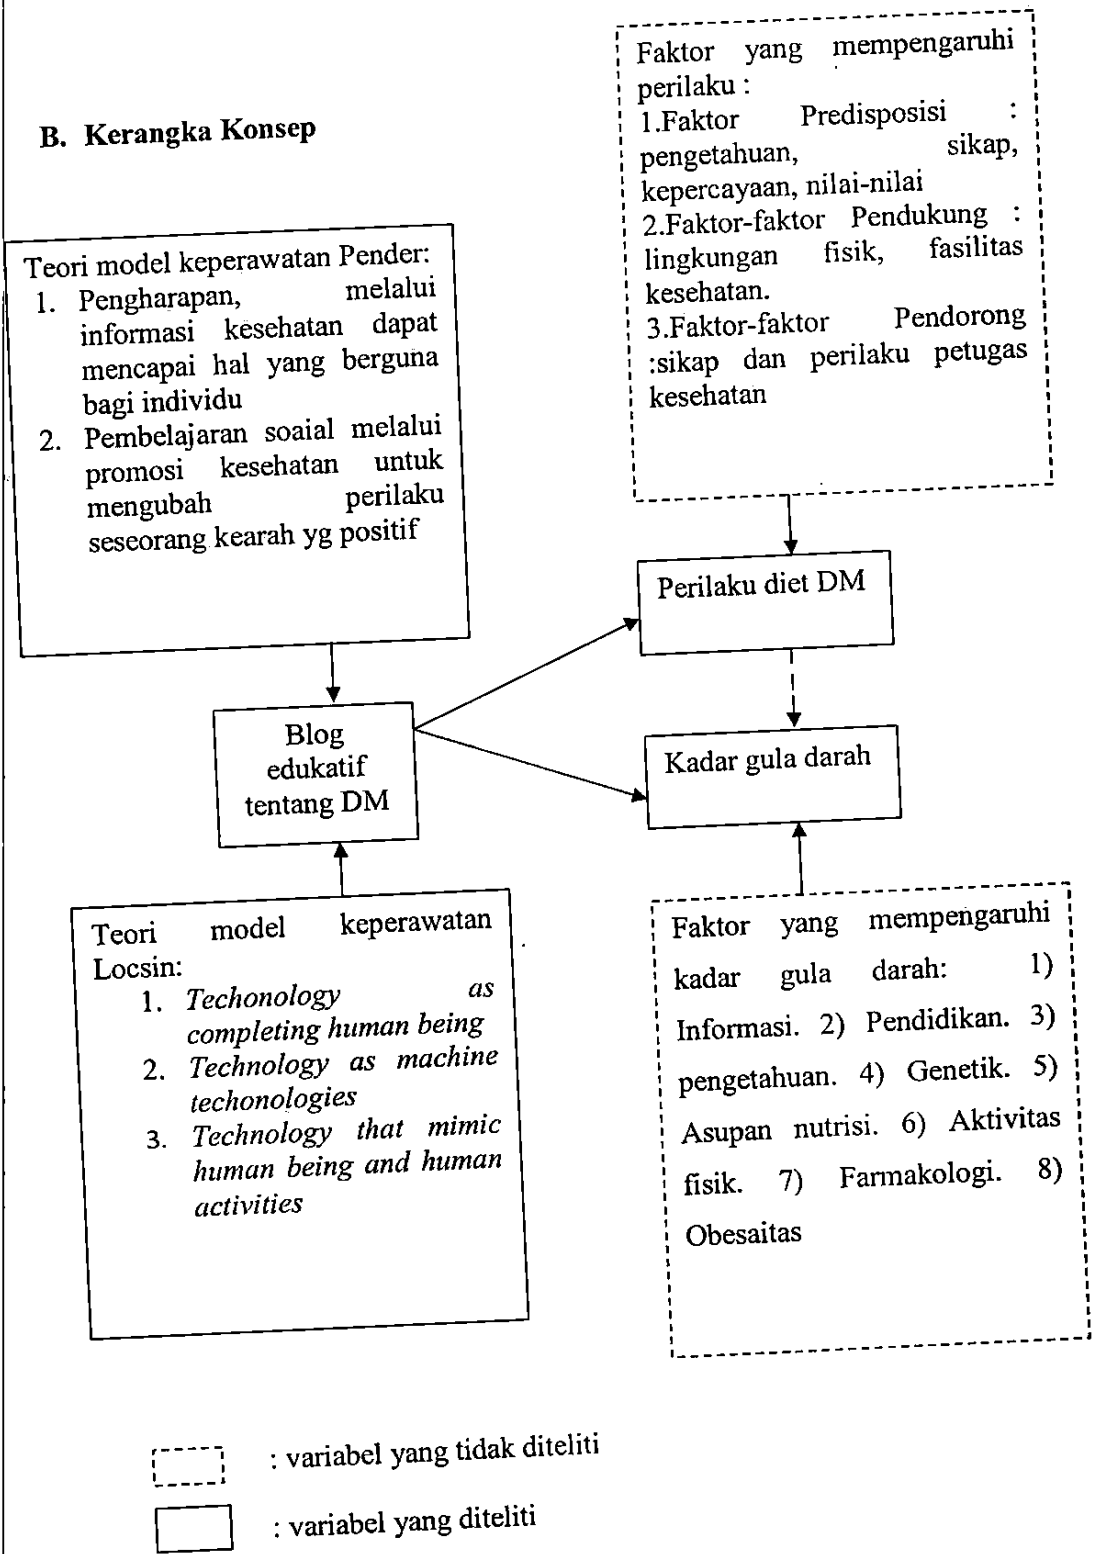 B. Kerangka Konsep
Teori model keperawatan Pender:
1. Pengharapan, melalui
informasi kesehatan dapat
mencapai hal yang berguna
bagi individu
2. Pembelajaran soaial melalui
promosi kesehatan untuk
mengubah perilaku
seseorang kearah yg positif
Faktor yang mempengaruhi
perilaku :
1.Faktor Predisposisi :
pengetahuan, sikap,
kepercayaan, nilai-nilai
2.Faktor-faktor Pendukung :
lingkungan fisik, fasilitas
kesehatan.
3.Faktor-faktor Pendorong
:sikap dan perilaku petugas
kesehatan
Perilaku diet DM
Blog
edukatif
tentang DM
Kadar gula darah
Teori model keperawatan
Locsin:
1. Techonology as
completing human being
2. Technology as machine
techonologies
3. Technology that mimic
human being and human
activities
Faktor yang mempengaruhi
kadar gula darah: 1)
Informasi. 2) Pendidikan. 3)
pengetahuan. 4) Genetik. 5)
Asupan nutrisi. 6) Aktivitas
fisik. 7) Farmakologi. 8)
Obesaitas
: variabel yang tidak diteliti
: variabel yang diteliti